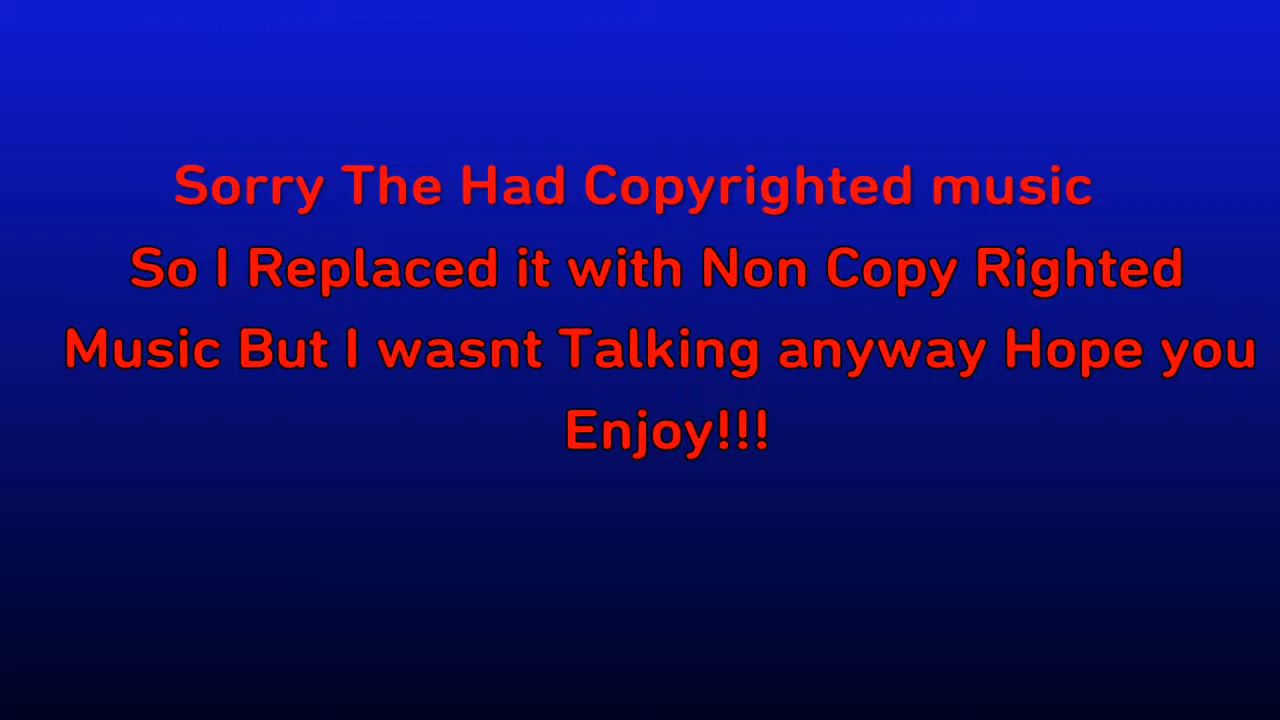 Sorry The Had Copyrighted music
So I Replaced it with Non Copy Righted
Music But I wasnt Talking anyway Hope you
Enjoy!!!